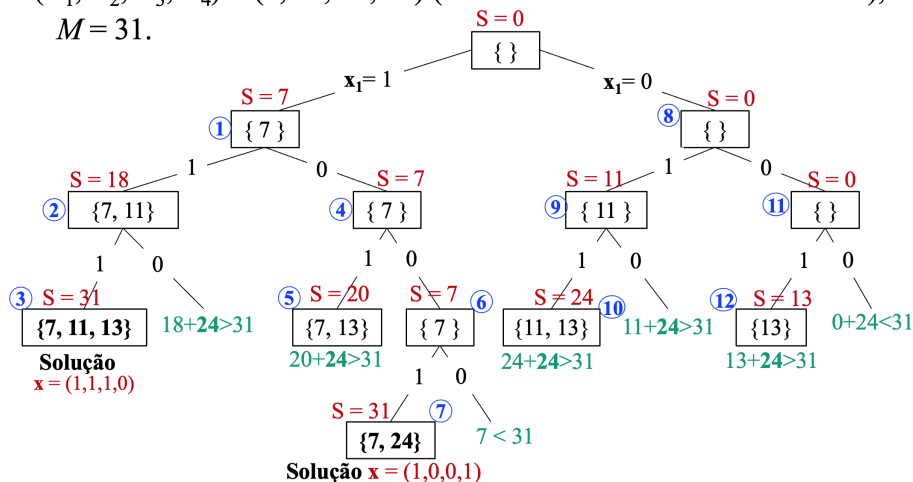 M = 31.
S = 0
{ }
x₁= 1
x₁= 0
S = 7
① { 7 }
S = 0
⑧ { }
1 0
1 0
S = 18
② {7, 11}
S = 7
④ { 7 }
S = 11
⑨ { 11 }
S = 0
⑪ { }
1 0
1 0
1 0
1 0
③ S = 31
{7, 11, 13}
18+24>31
⑤ S = 20
{7, 13}
20+24>31
S = 7 ⑥
{ 7 }
S = 24
{11, 13} ⑩
24+24>31
11+24>31
⑫ S = 13
{13}
13+24>31
0+24<31
Solução
x = (1,1,1,0)
1 0
S = 31 ⑦
{7, 24}
7 < 31
Solução x = (1,0,0,1)